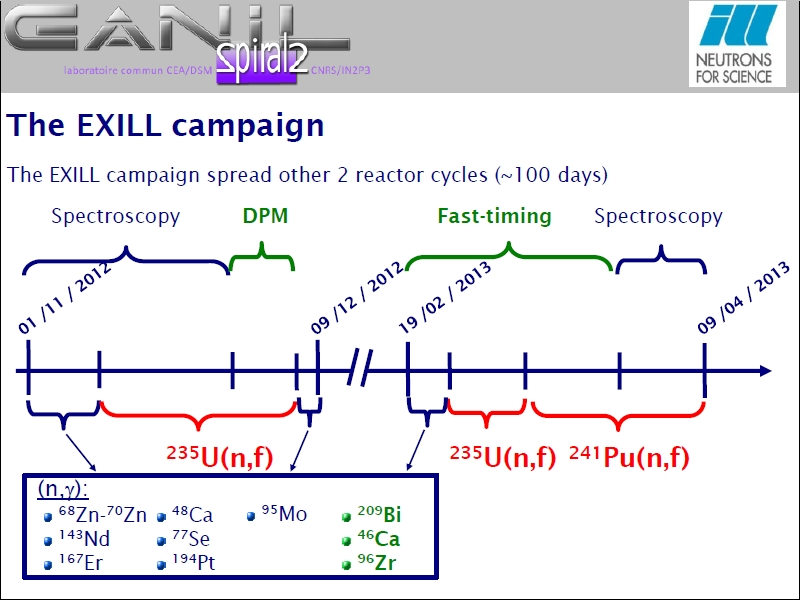 GANIL
spiral2
laboratoire commun CEA/DSM CNRS/IN2P3
ill
NEUTRONS
FOR SCIENCE
The EXILL campaign
The EXILL campaign spread other 2 reactor cycles (~100 days)
Spectroscopy DPM Fast-timing Spectroscopy
01 /11 / 2012 09 /12 / 2012 19 /02 / 2013 09 /04 / 2013
²³⁵U(n,f) ²³⁵U(n,f) ²⁴¹Pu(n,f)
(n,γ):
⁶⁸Zn-⁷⁰Zn ⁴⁸Ca ⁹⁵Mo ²⁰⁹Bi
¹⁴³Nd ⁷⁷Se ⁴⁶Ca
¹⁶⁷Er ¹⁹⁴Pt ⁹⁶Zr